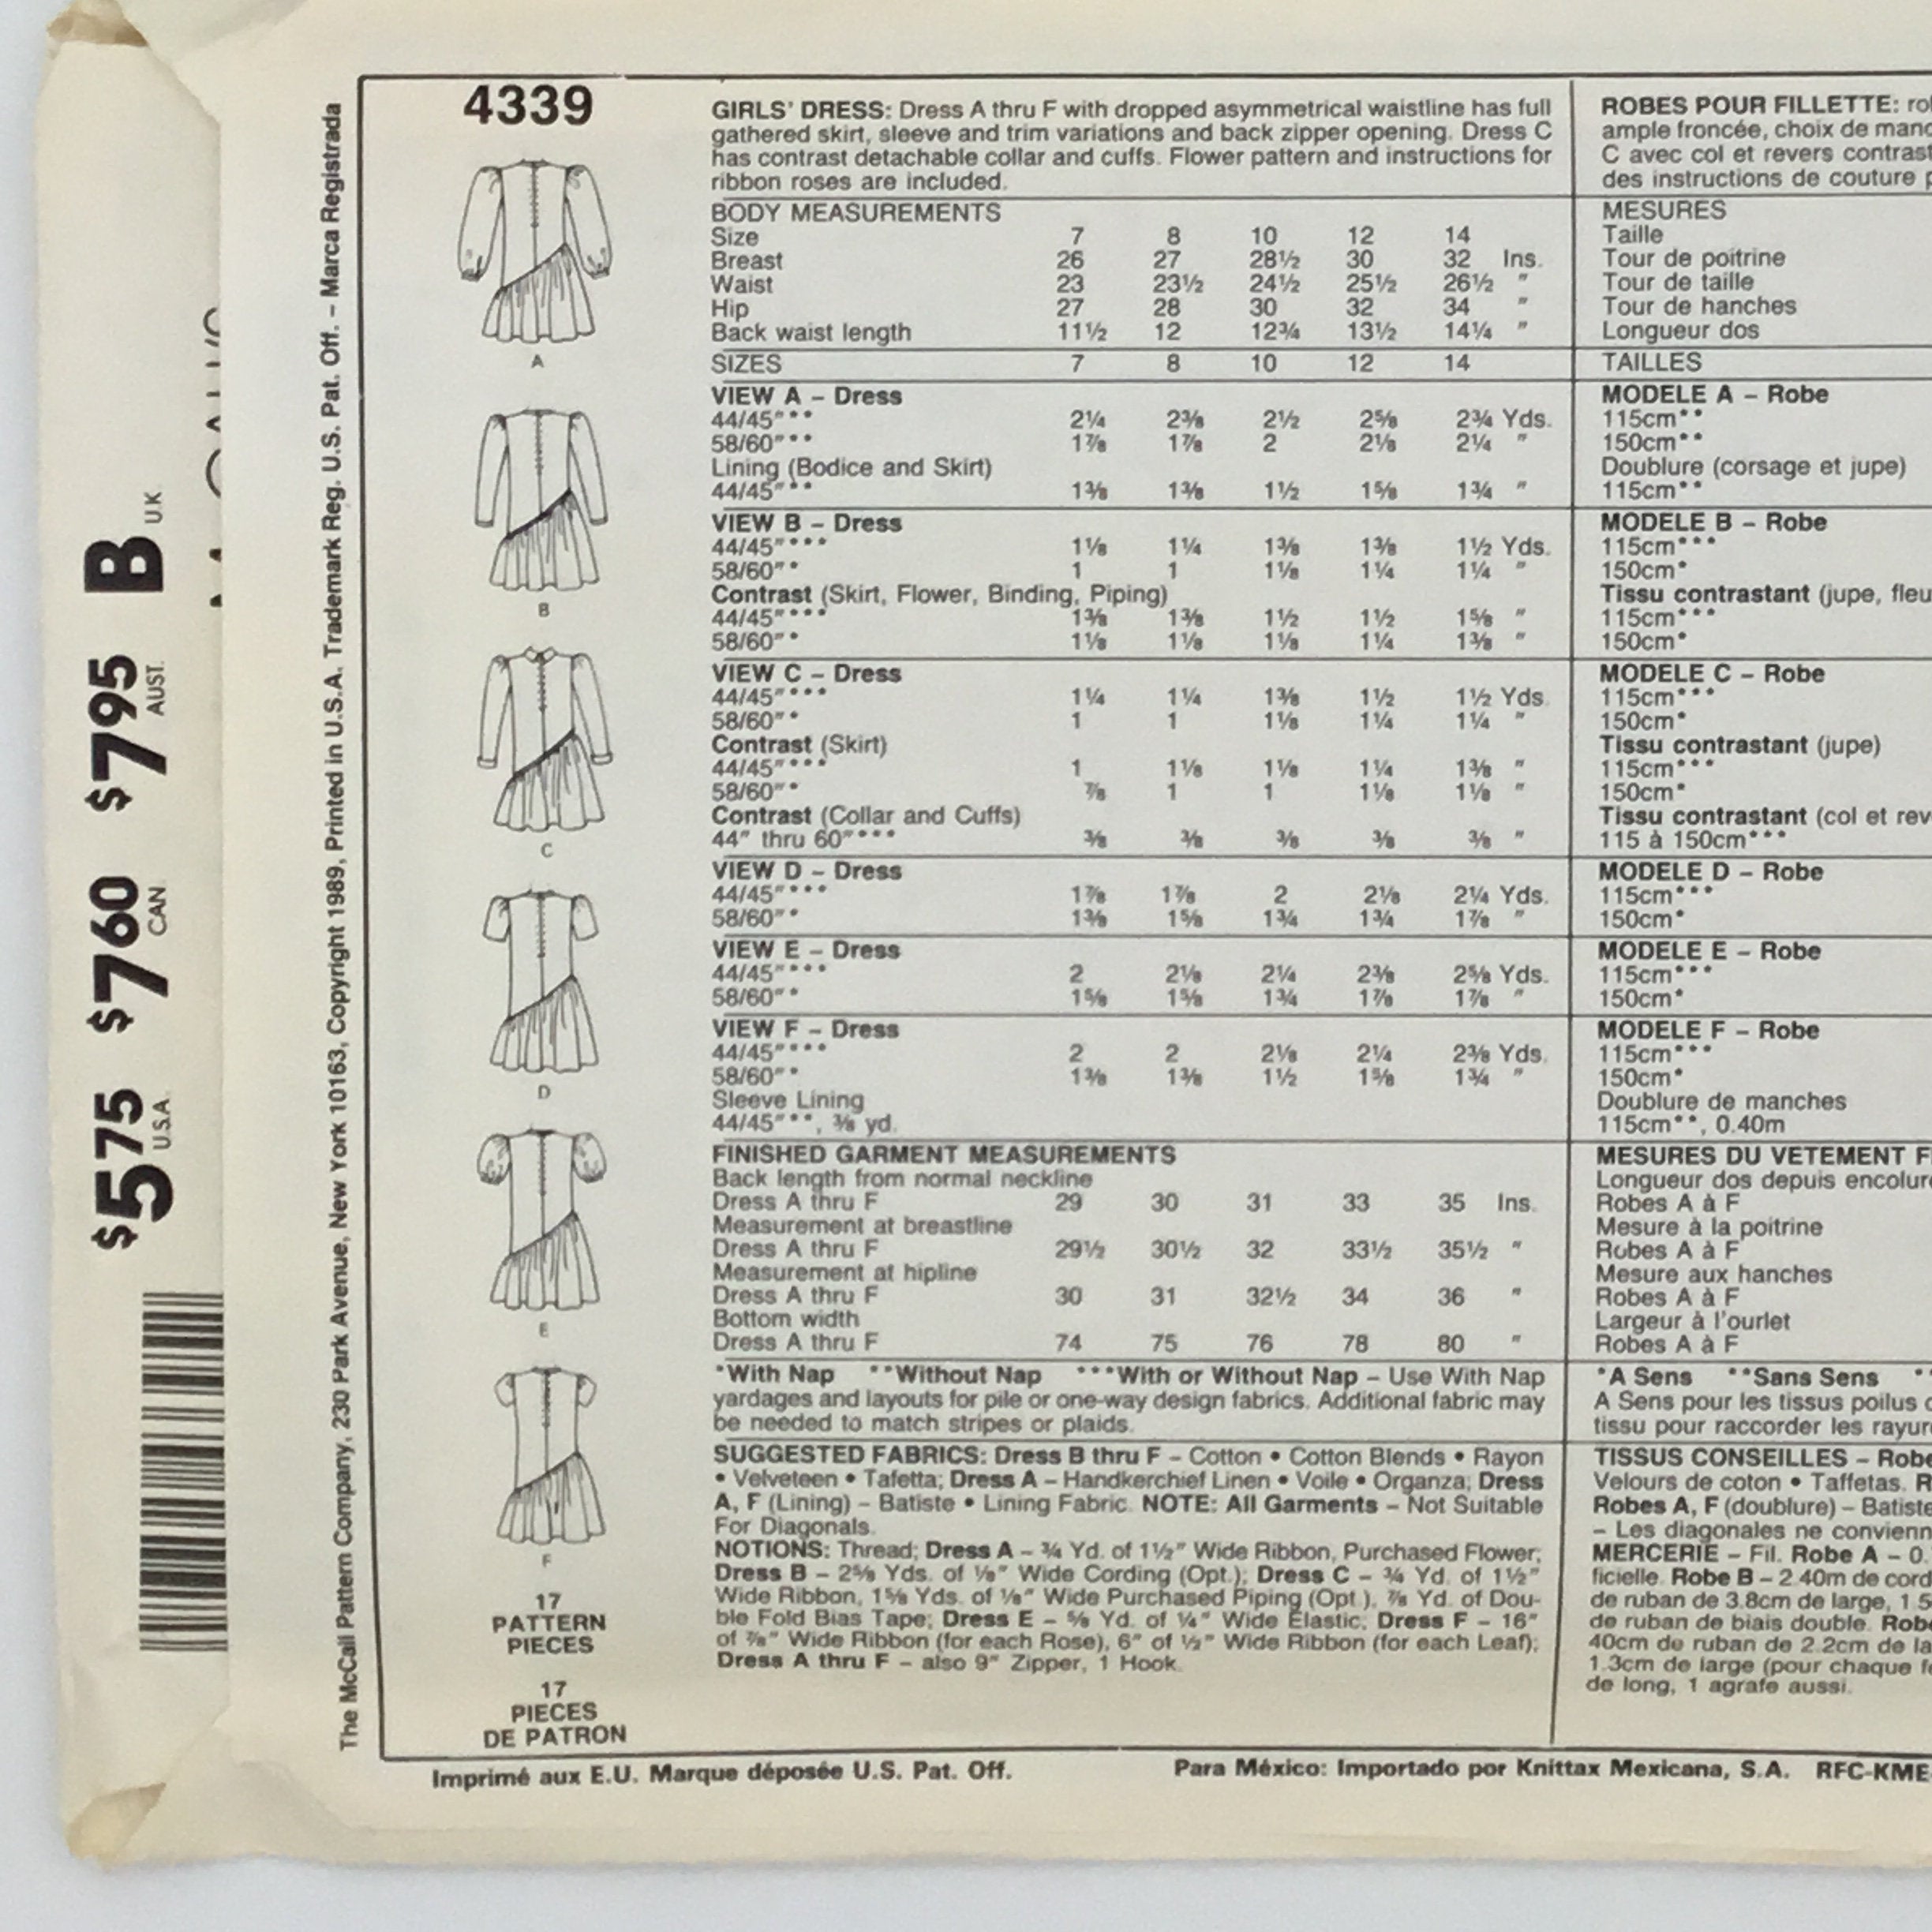 4339
A
B
C
D
E
F
17
PATTERN
PIECES
17
PIECES
DE PATRON
GIRLS' DRESS: Dress A thru F with dropped asymmetrical waistline has full
gathered skirt, sleeve and trim variations and back zipper opening. Dress C
has contrast detachable collar and cuffs. Flower pattern and instructions for
ribbon roses are included.
BODY MEASUREMENTS
Size 7 8 10 12 14
Breast 26 27 28½ 30 32 Ins.
Waist 23 23½ 24½ 25½ 26½ "
Hip 27 28 30 32 34 "
Back waist length 11½ 12 12¾ 13½ 14¼ "
SIZES 7 8 10 12 14
VIEW A – Dress
44/45"** 2¼ 2⅜ 2½ 2⅝ 2¾ Yds.
58/60"** 1⅞ 1⅞ 2 2⅛ 2¼ "
Lining (Bodice and Skirt)
44/45"** 1⅜ 1⅜ 1½ 1⅝ 1¾ "
VIEW B – Dress
44/45"*** 1⅛ 1¼ 1⅜ 1⅜ 1½ Yds.
58/60"* 1 1 1⅛ 1¼ 1¼ "
Contrast (Skirt, Flower, Binding, Piping)
44/45"*** 1⅜ 1⅜ 1½ 1½ 1⅝ "
58/60"* 1⅛ 1⅛ 1⅛ 1¼ 1⅜ "
VIEW C – Dress
44/45"*** 1¼ 1¼ 1⅜ 1½ 1½ Yds.
58/60"* 1 1 1⅛ 1¼ 1¼ "
Contrast (Skirt)
44/45"*** 1 1⅛ 1⅛ 1¼ 1⅜ "
58/60"* ⅞ 1 1 1⅛ 1⅛ "
Contrast (Collar and Cuffs)
44" thru 60"*** ⅜ ⅜ ⅜ ⅜ ⅜ "
VIEW D – Dress
44/45"*** 1⅞ 1⅞ 2 2⅛ 2¼ Yds.
58/60"* 1⅜ 1⅝ 1¾ 1¾ 1⅞ "
VIEW E – Dress
44/45"*** 2 2⅛ 2¼ 2⅜ 2⅝ Yds.
58/60"* 1⅝ 1⅝ 1¾ 1⅞ 1⅞ "
VIEW F – Dress
44/45"*** 2 2 2⅛ 2¼ 2⅜ Yds.
58/60"* 1⅜ 1⅜ 1½ 1⅝ 1¾ "
Sleeve Lining
44/45"**, ⅜ yd.
FINISHED GARMENT MEASUREMENTS
Back length from normal neckline
Dress A thru F 29 30 31 33 35 Ins.
Measurement at breastline
Dress A thru F 29½ 30½ 32 33½ 35½ "
Measurement at hipline
Dress A thru F 30 31 32½ 34 36 "
Bottom width
Dress A thru F 74 75 76 78 80 "
*With Nap **Without Nap ***With or Without Nap – Use With Nap
yardages and layouts for pile or one-way design fabrics. Additional fabric may
be needed to match stripes or plaids.
SUGGESTED FABRICS: Dress B thru F – Cotton • Cotton Blends • Rayon
• Velveteen • Tafetta; Dress A – Handkerchief Linen • Voile • Organza; Dress
A, F (Lining) – Batiste • Lining Fabric. NOTE: All Garments – Not Suitable
For Diagonals.
NOTIONS: Thread; Dress A – ¾ Yd. of 1½" Wide Ribbon, Purchased Flower;
Dress B – 2⅝ Yds. of ⅛" Wide Cording (Opt.); Dress C – ¾ Yd. of 1½"
Wide Ribbon, 1⅝ Yds. of ⅛" Wide Purchased Piping (Opt.), ⅞ Yd. of Dou-
ble Fold Bias Tape; Dress E – ⅝ Yd. of ¼" Wide Elastic; Dress F – 16"
of ⅞" Wide Ribbon (for each Rose), 6" of ½" Wide Ribbon (for each Leaf);
Dress A thru F – also 9" Zipper, 1 Hook.
ROBES POUR FILLETTE:
ample froncée, choix de
C avec col et revers
des instructions de couture
MESURES
Taille
Tour de poitrine
Tour de taille
Tour de hanches
Longueur dos
TAILLES
MODELE A – Robe
115cm**
150cm**
Doublure (corsage et jupe)
115cm**
MODELE B – Robe
115cm***
150cm*
Tissu contrastant (jupe,
115cm***
150cm*
MODELE C – Robe
115cm***
150cm*
Tissu contrastant (jupe)
115cm***
150cm*
Tissu contrastant (col et
115 à 150cm***
MODELE D – Robe
115cm***
150cm*
MODELE E – Robe
115cm***
150cm*
MODELE F – Robe
115cm***
150cm*
Doublure de manches
115cm**, 0.40m
MESURES DU VETEMENT
Longueur dos depuis
Robes A à F
Mesure à la poitrine
Robes A à F
Mesure aux hanches
Robes A à F
Largeur à l'ourlet
Robes A à F
*A Sens **Sans Sens
A Sens pour les tissus poilus
tissu pour raccorder les
TISSUS CONSEILLES –
Velours de coton • Taffetas.
Robes A, F (doublure) –
– Les diagonales ne
MERCERIE – Fil. Robe A –
ficielle. Robe B – 2.40m de
de ruban de 3.8cm de large,
de ruban de biais double.
40cm de ruban de 2.2cm de
1.3cm de large (pour chaque
de long, 1 agrafe aussi.
Imprimé aux E.U. Marque déposée U.S. Pat. Off.
Para México: Importado por Knittax Mexicana, S.A. RFC-KME
The McCall Pattern Company, 230 Park Avenue, New York 10163, Copyright 1989, Printed in U.S.A. Trademark Reg. U.S. Pat. Off. – Marca Registrada
$575 U.S.A. $760 CAN. $795 AUST. B U.K.